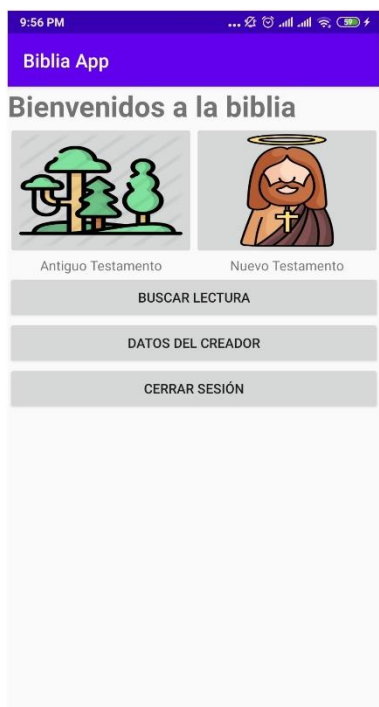 9:56 PM ... 59
Biblia App
Bienvenidos a la biblia
Antiguo Testamento Nuevo Testamento
BUSCAR LECTURA
DATOS DEL CREADOR
CERRAR SESIÓN